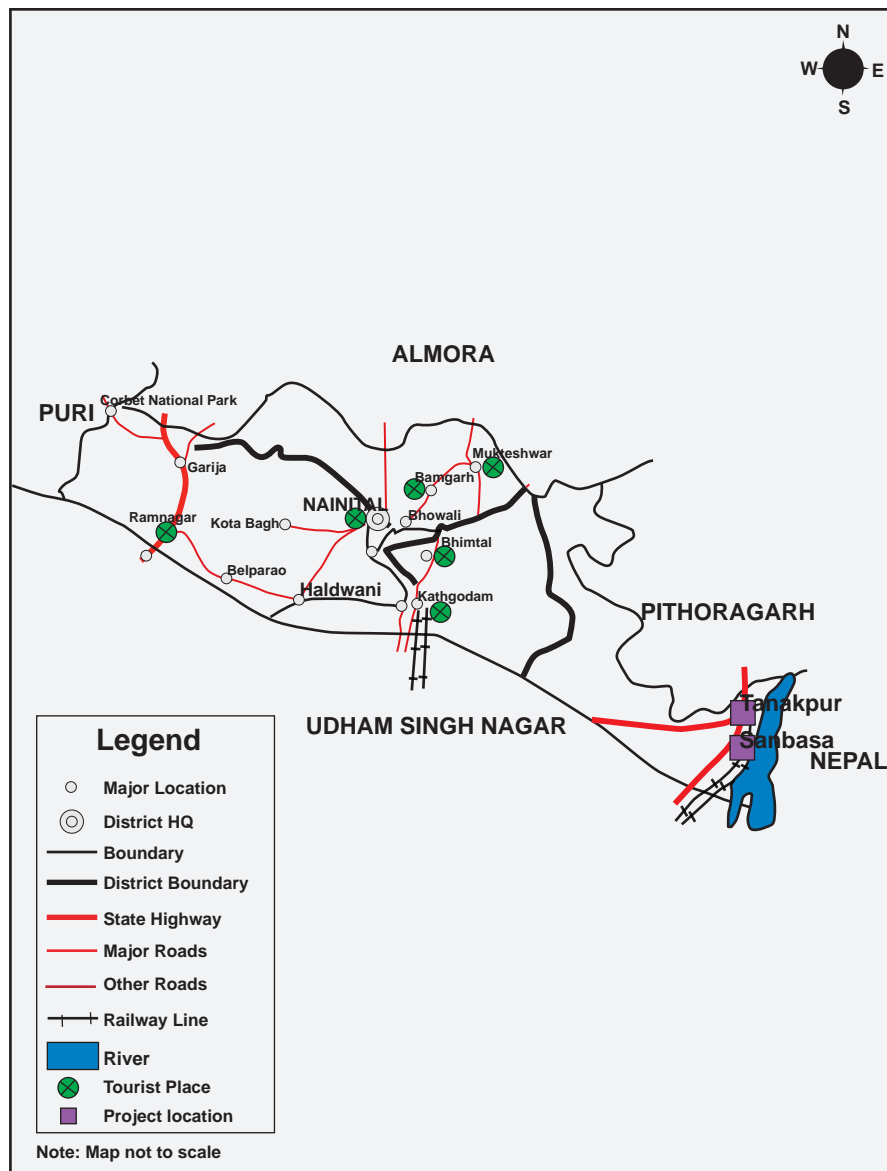 N
W E
S
ALMORA
Corbet National Park
PURI
Mukteshwar
Garija
Bamgarh
NAINITAL
Ramnagar
Kota Bagh
Bhowali
Bhimtal
Belparao
Haldwani
Kathgodam
PITHORAGARH
Tanakpur
UDHAM SINGH NAGAR
Sanbasa
NEPAL
Legend
Major Location
District HQ
Boundary
District Boundary
State Highway
Major Roads
Other Roads
Railway Line
River
Tourist Place
Project location
Note: Map not to scale